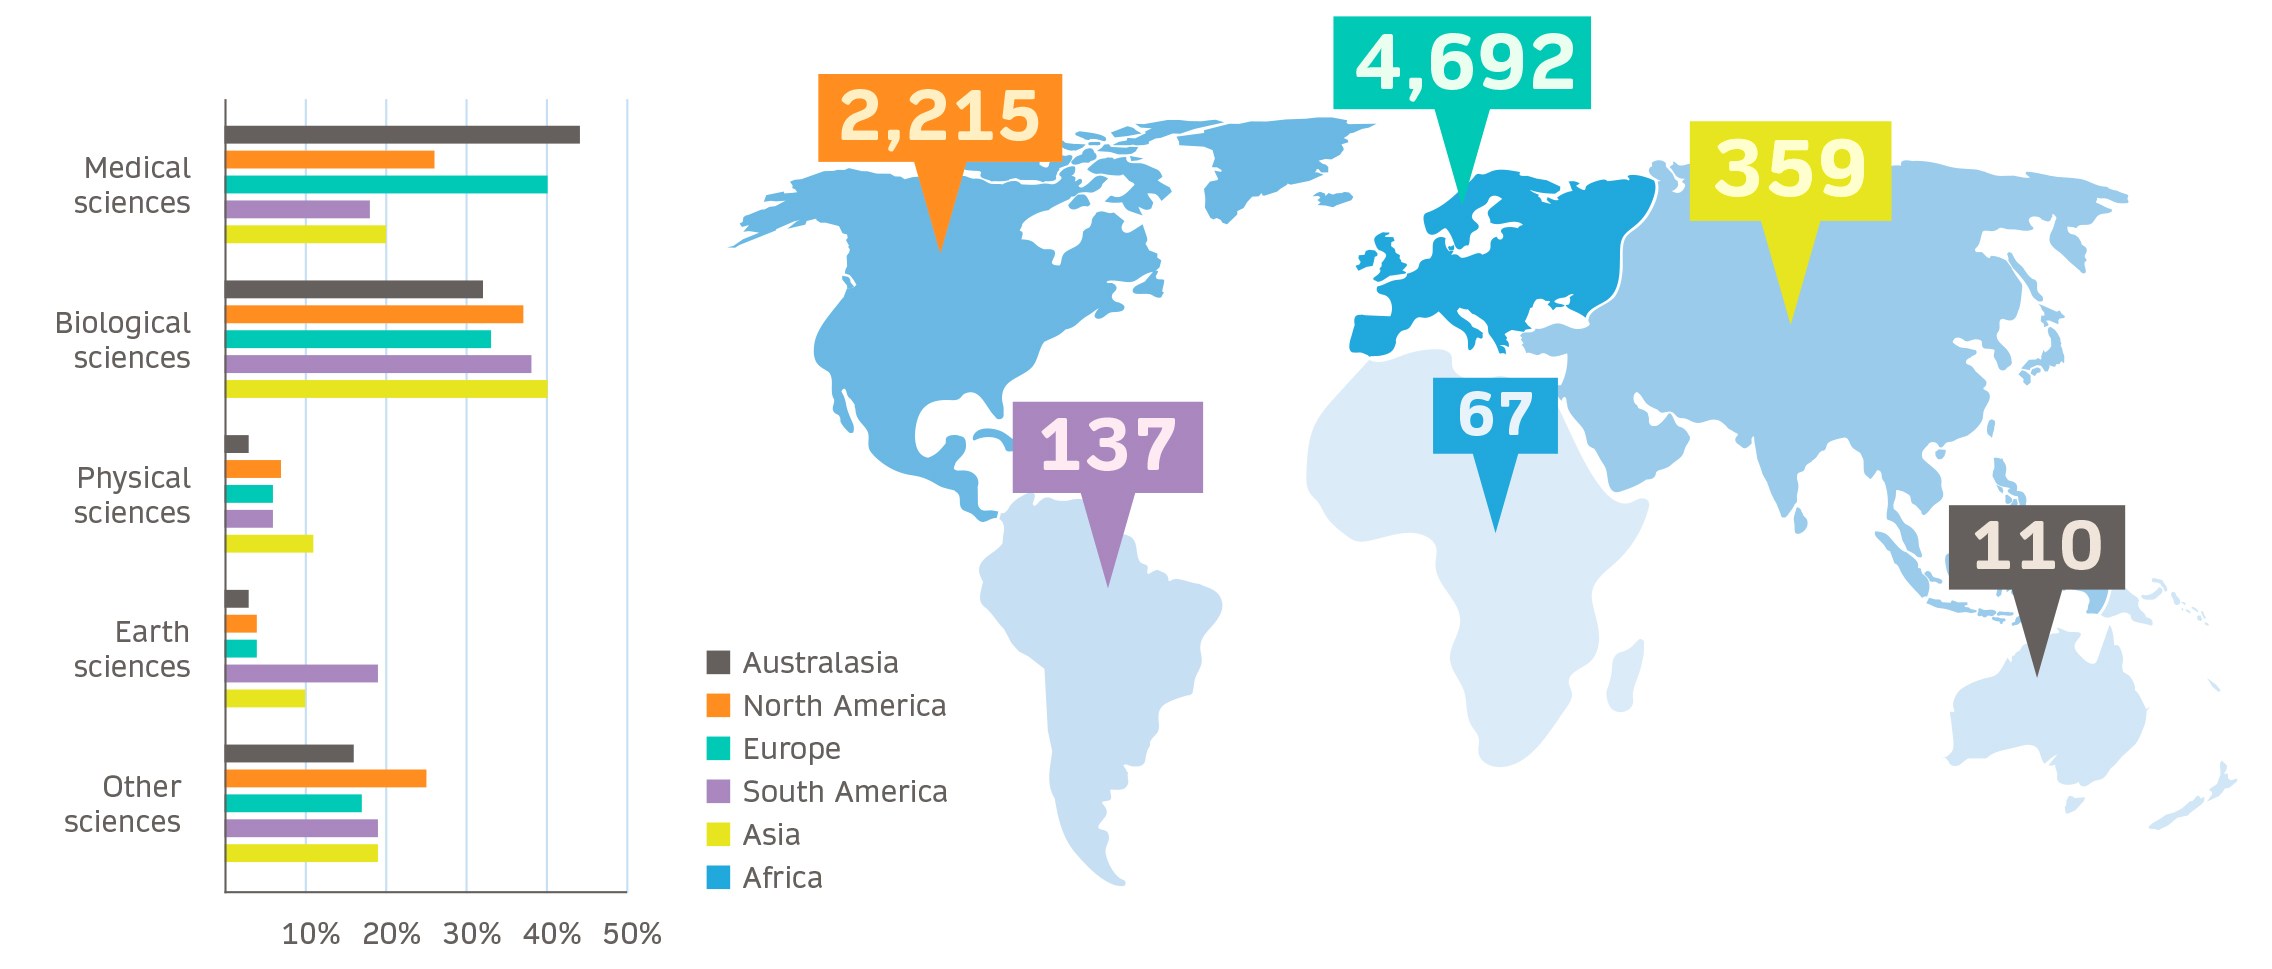 Medical
sciences
Biological
sciences
Physical
sciences
Earth
sciences
Other
sciences
10% 20% 30% 40% 50%
Australasia
North America
Europe
South America
Asia
Africa
2,215
4,692
359
137
67
110